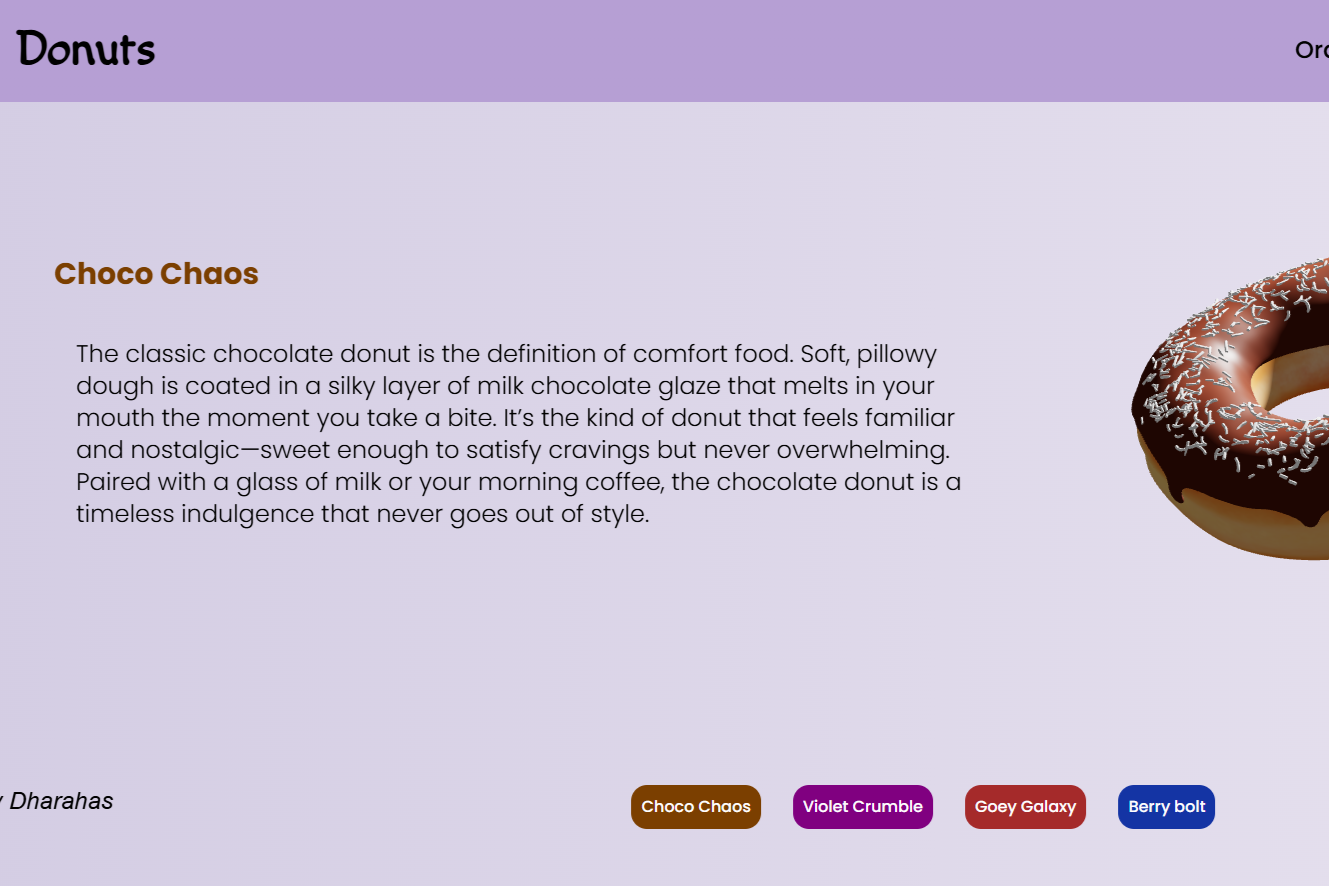 Donuts
Choco Chaos
The classic chocolate donut is the definition of comfort food. Soft, pillowy
dough is coated in a silky layer of milk chocolate glaze that melts in your
mouth the moment you take a bite. It’s the kind of donut that feels familiar
and nostalgic—sweet enough to satisfy cravings but never overwhelming.
Paired with a glass of milk or your morning coffee, the chocolate donut is a
timeless indulgence that never goes out of style.
Dharahas
Choco Chaos
Violet Crumble
Goey Galaxy
Berry bolt